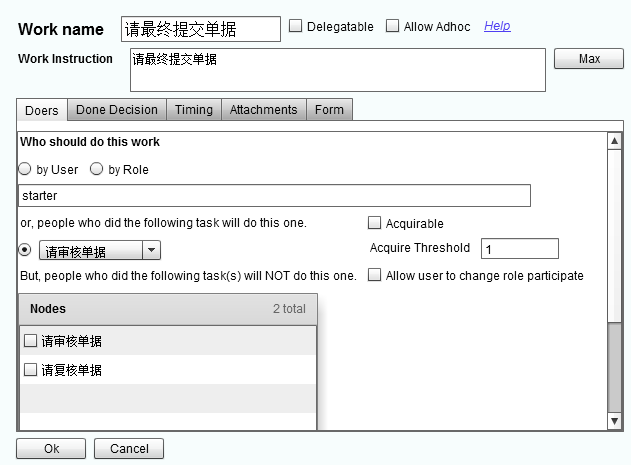 Work name 请最终提交单据 Delegatable Allow Adhoc Help
Work Instruction 请最终提交单据 Max
Doers Done Decision Timing Attachments Form
Who should do this work
by User by Role
starter
or, people who did the following task will do this one. Acquirable
请审核单据 Acquire Threshold 1
But, people who did the following task(s) will NOT do this one. Allow user to change role participate
Nodes 2 total
请审核单据
请复核单据
Ok Cancel